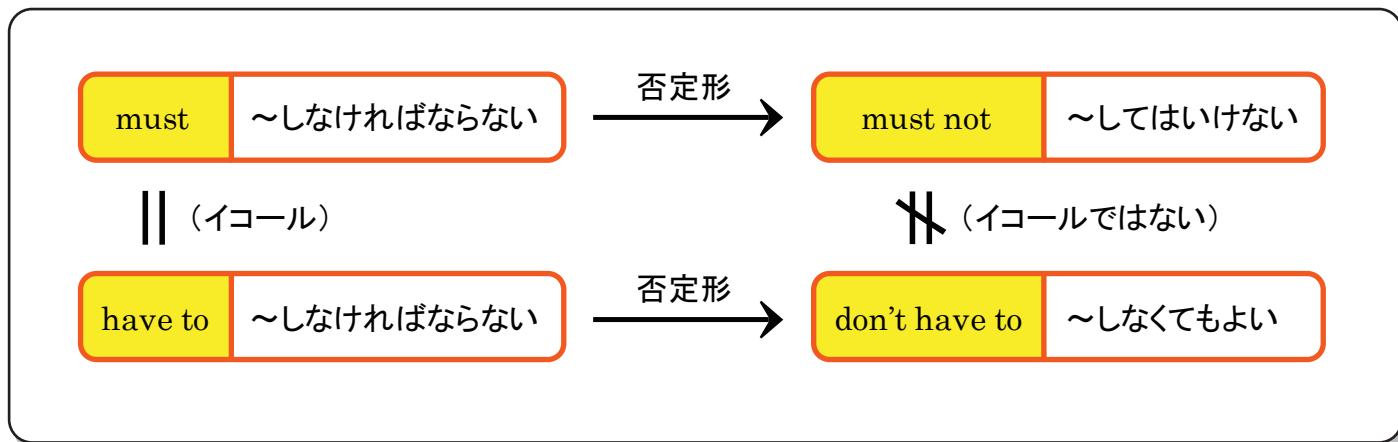 否定形
must ～しなければならない must not ～してはいけない
（イコール） （イコールではない）
否定形
have to ～しなければならない don't have to ～しなくてもよい